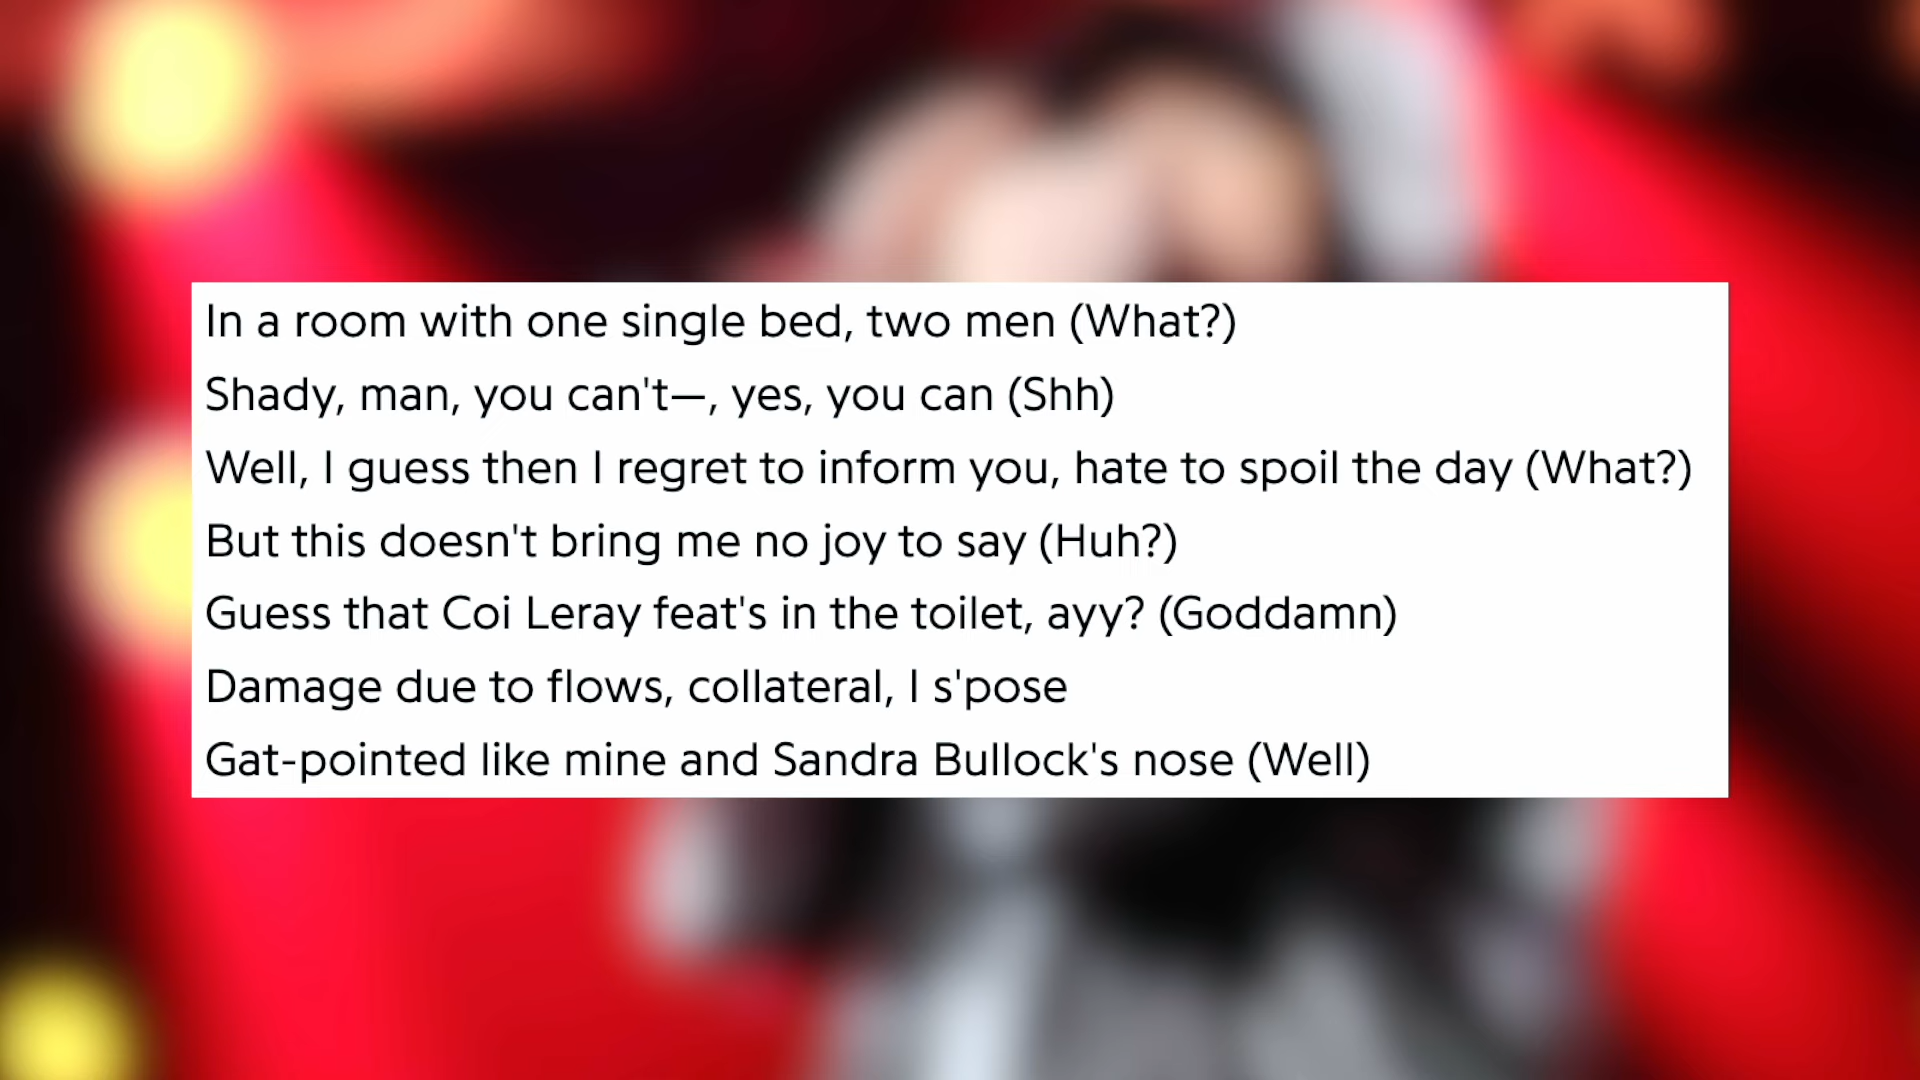 In a room with one single bed, two men (What?)
Shady, man, you can't—, yes, you can (Shh)
Well, I guess then I regret to inform you, hate to spoil the day (What?)
But this doesn't bring me no joy to say (Huh?)
Guess that Coi Leray feat's in the toilet, ayy? (Goddamn)
Damage due to flows, collateral, I s'pose
Gat-pointed like mine and Sandra Bullock's nose (Well)